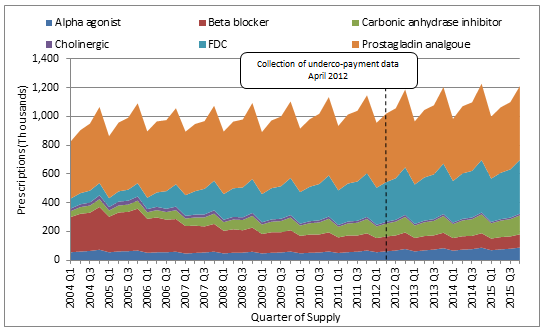 Alpha agonist
Beta blocker
Carbonic anhydrase inhibitor
Cholinergic
FDC
Prostagladin analgoue
1,400
1,200
1,000
800
600
400
200
0
Prescriptions(Thousands)
Collection of underco-payment data
April 2012
2004 Q1
2004 Q3
2005 Q1
2005 Q3
2006 Q1
2006 Q3
2007 Q1
2007 Q3
2008 Q1
2008 Q3
2009 Q1
2009 Q3
2010 Q1
2010 Q3
2011 Q1
2011 Q3
2012 Q1
2012 Q3
2013 Q1
2013 Q3
2014 Q1
2014 Q3
2015 Q1
2015 Q3
Quarter of Supply